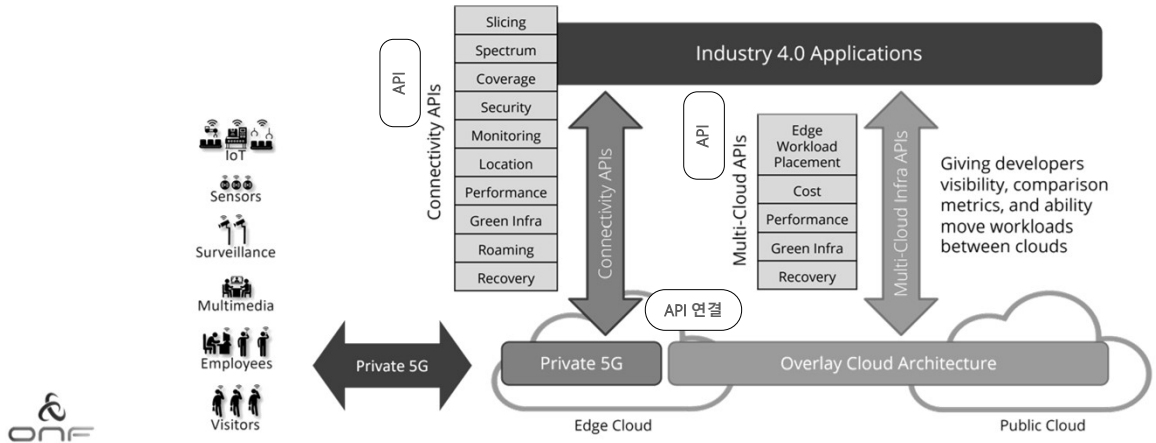 Slicing
Spectrum
Coverage
Security
Monitoring
Location
Performance
Green Infra
Roaming
Recovery
API
Connectivity APIs
Industry 4.0 Applications
Connectivity APIs
API
Multi-Cloud APIs
Edge
Workload
Placement
Cost
Performance
Green Infra
Recovery
Multi-Cloud Infra APIs
Giving developers
visibility, comparison
metrics, and ability
move workloads
between clouds
IoT
Sensors
Surveillance
Multimedia
Employees
Visitors
Private 5G
API 연결
Private 5G
Overlay Cloud Architecture
Edge Cloud
Public Cloud
ONF